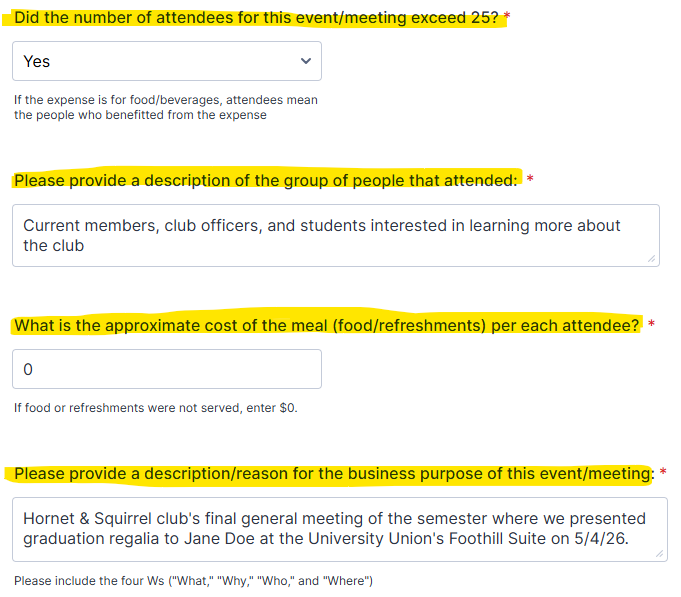 Did the number of attendees for this event/meeting exceed 25? *
Yes
If the expense is for food/beverages, attendees mean
the people who benefitted from the expense
Please provide a description of the group of people that attended: *
Current members, club officers, and students interested in learning more about
the club
What is the approximate cost of the meal (food/refreshments) per each attendee? *
0
If food or refreshments were not served, enter $0.
Please provide a description/reason for the business purpose of this event/meeting: *
Hornet & Squirrel club's final general meeting of the semester where we presented
graduation regalia to Jane Doe at the University Union's Foothill Suite on 5/4/26.
Please include the four Ws ("What," "Why," "Who," and "Where")